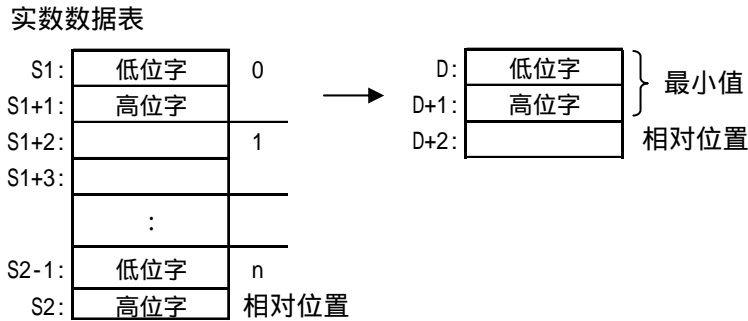 实数数据表
S1: 低位字 0
S1+1: 高位字
S1+2: 1
S1+3:
:
S2-1: 低位字 n
S2: 高位字 相对位置
D: 低位字
D+1: 高位字
最小值
D+2: 相对位置